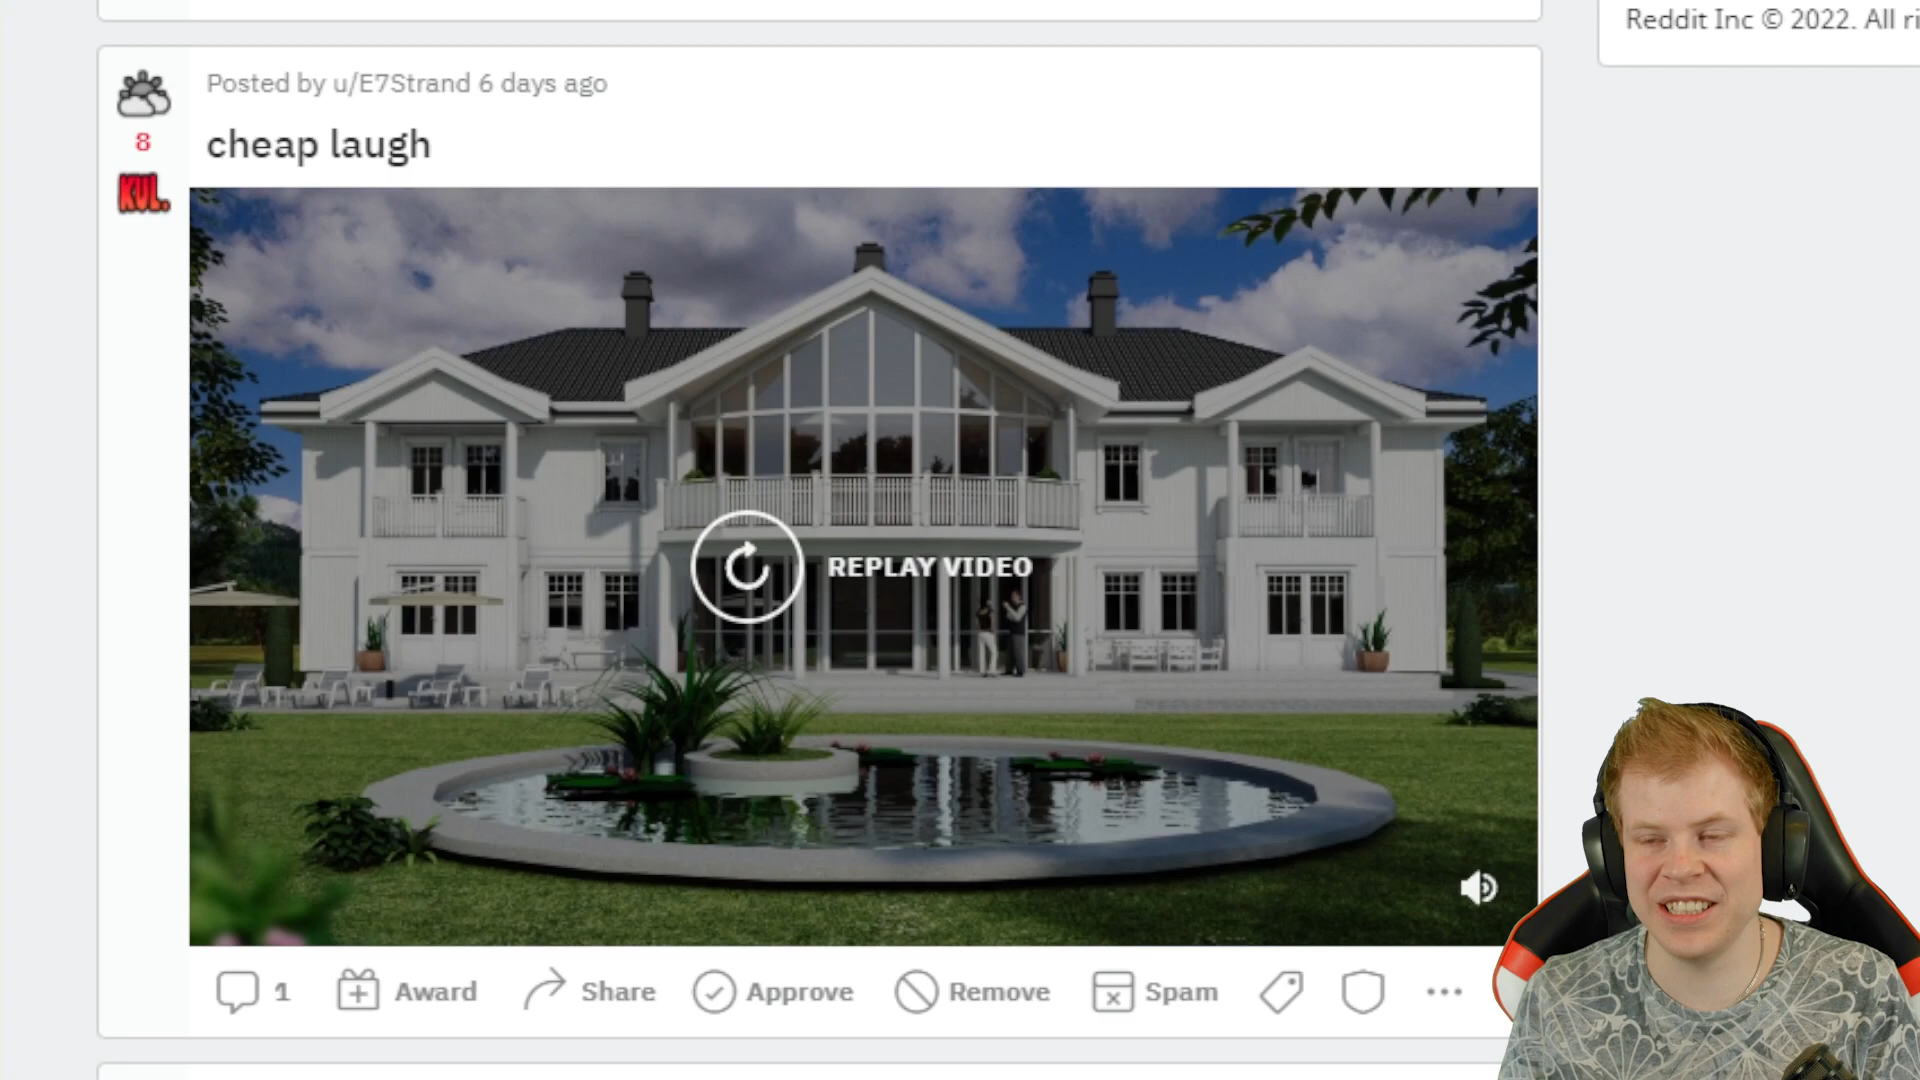 Reddit Inc © 2022. All ri
Posted by u/E7Strand 6 days ago
8
cheap laugh
KUL.
REPLAY VIDEO
1
Award
Share
Approve
Remove
Spam